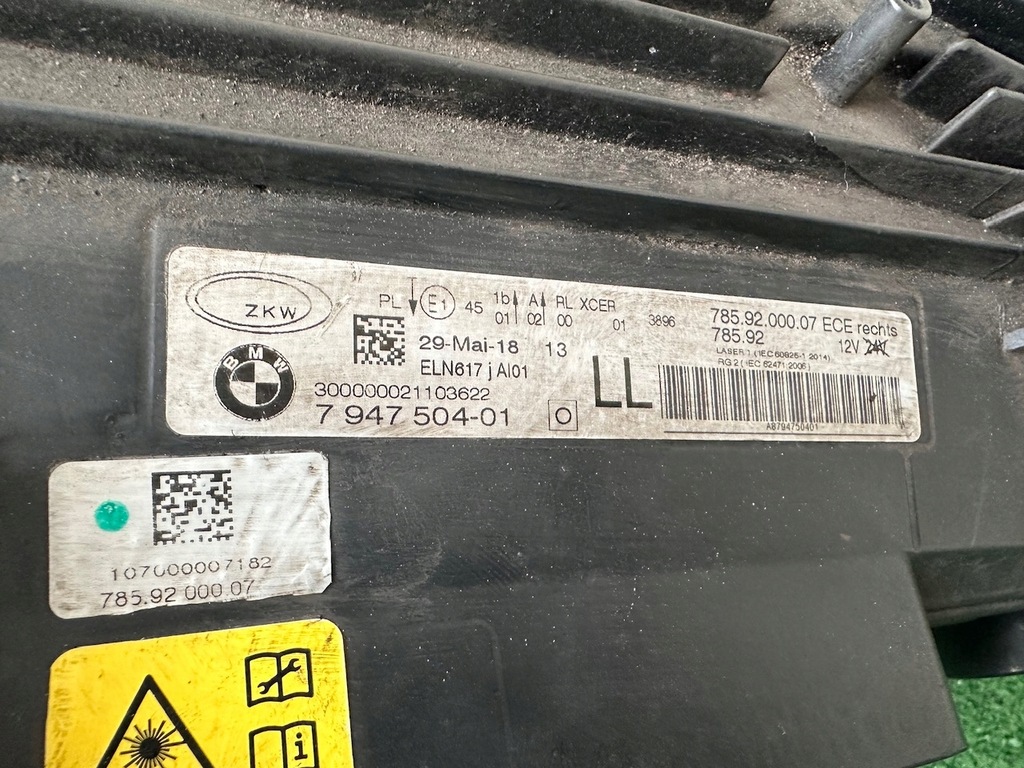 ZKW
PL E1 45 1b A RL XCER
01 02 00 01 3896
785.92.000.07 ECE rechts
785.92 12V 24V
29-Mai-18 13
ELN617 j AI01
LASER 1 (IEC 60825-1:2014)
RG 2 (IEC 62471:2006)
BMW
300000021103622
7 947 504-01
LL
A8794750401
107000007182
785.92 000 07
i